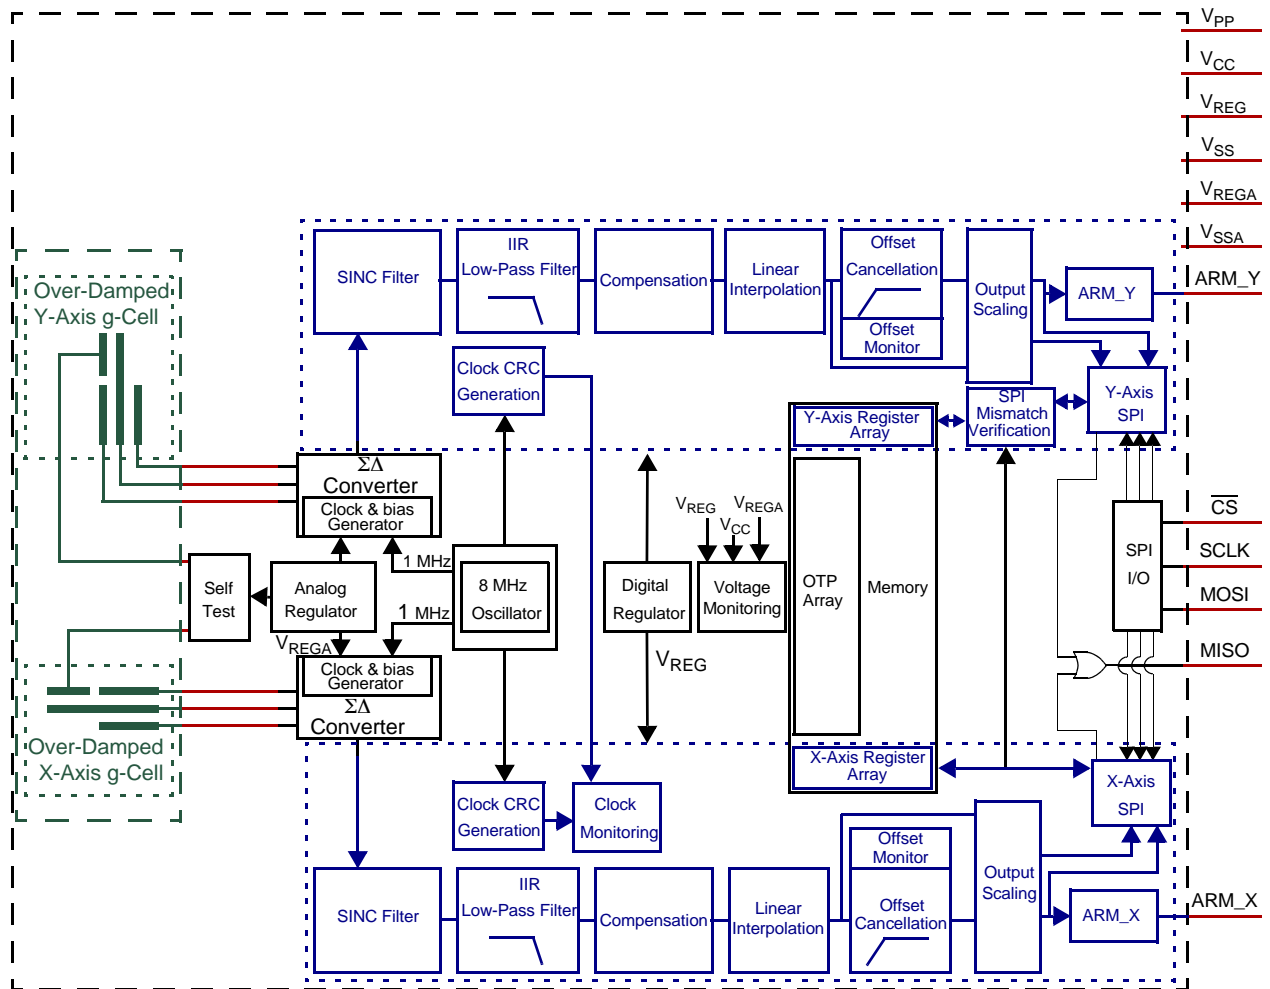 VPP
VCC
VREG
VSS
VREGA
VSSA
ARM_Y
SINC Filter
IIR
Low-Pass Filter
Compensation
Linear
Interpolation
Offset
Cancellation
Offset
Monitor
Output
Scaling
ARM_Y
Over-Damped
Y-Axis g-Cell
Clock CRC
Generation
Y-Axis Register
Array
SPI
Mismatch
Verification
Y-Axis
SPI
ΣΔ
Converter
Clock & bias
Generator
VREG
VCC
VREGA
CS
SCLK
MOSI
MISO
SPI
I/O
Self
Test
Analog
Regulator
1 MHz
1 MHz
8 MHz
Oscillator
Digital
Regulator
Voltage
Monitoring
OTP
Array
Memory
VREGA
VREG
Clock & bias
Generator
ΣΔ
Converter
Over-Damped
X-Axis g-Cell
X-Axis Register
Array
X-Axis
SPI
Clock CRC
Generation
Clock
Monitoring
SINC Filter
IIR
Low-Pass Filter
Compensation
Linear
Interpolation
Offset
Monitor
Offset
Cancellation
Output
Scaling
ARM_X
ARM_X